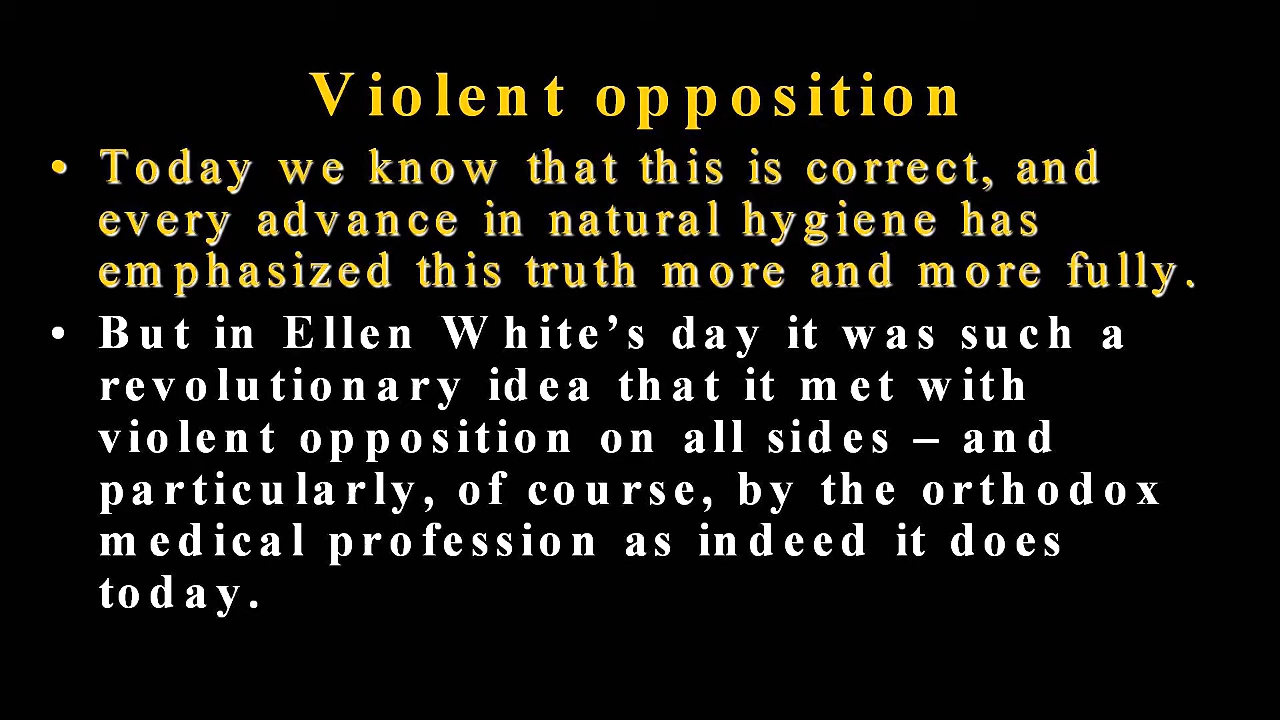 Violent opposition
• Today we know that this is correct, and
every advance in natural hygiene has
emphasized this truth more and more fully.
• But in Ellen White’s day it was such a
revolutionary idea that it met with
violent opposition on all sides – and
particularly, of course, by the orthodox
medical profession as indeed it does
today.